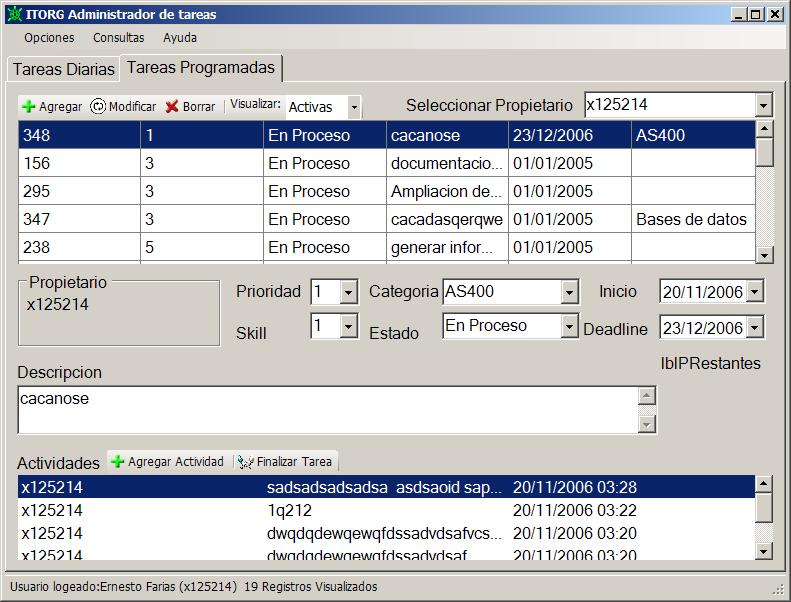 ITORG Administrador de tareas
Opciones Consultas Ayuda
Tareas Diarias Tareas Programadas
Agregar Modificar Borrar Visualizar: Activas Seleccionar Propietario x125214
348 1 En Proceso cacanose 23/12/2006 AS400
156 3 En Proceso documentacio... 01/01/2005
295 3 En Proceso Ampliacion de... 01/01/2005
347 3 En Proceso cacadasqerqwe 01/01/2005 Bases de datos
238 5 En Proceso generar infor... 01/01/2005
Propietario
x125214
Prioridad 1 Categoria AS400 Inicio 20/11/2006
Skill 1 Estado En Proceso Deadline 23/12/2006
lblPRestantes
Descripcion
cacanose
Actividades Agregar Actividad Finalizar Tarea
x125214 sadsadsadsadsa asdsaoid sap... 20/11/2006 03:28
x125214 1q212 20/11/2006 03:22
x125214 dwqdqdewqewqfdssadvdsafvcs... 20/11/2006 03:20
x125214 dwqdqdewqewqfdssadvdsaf 20/11/2006 03:20
Usuario logeado:Ernesto Farias (x125214) 19 Registros Visualizados